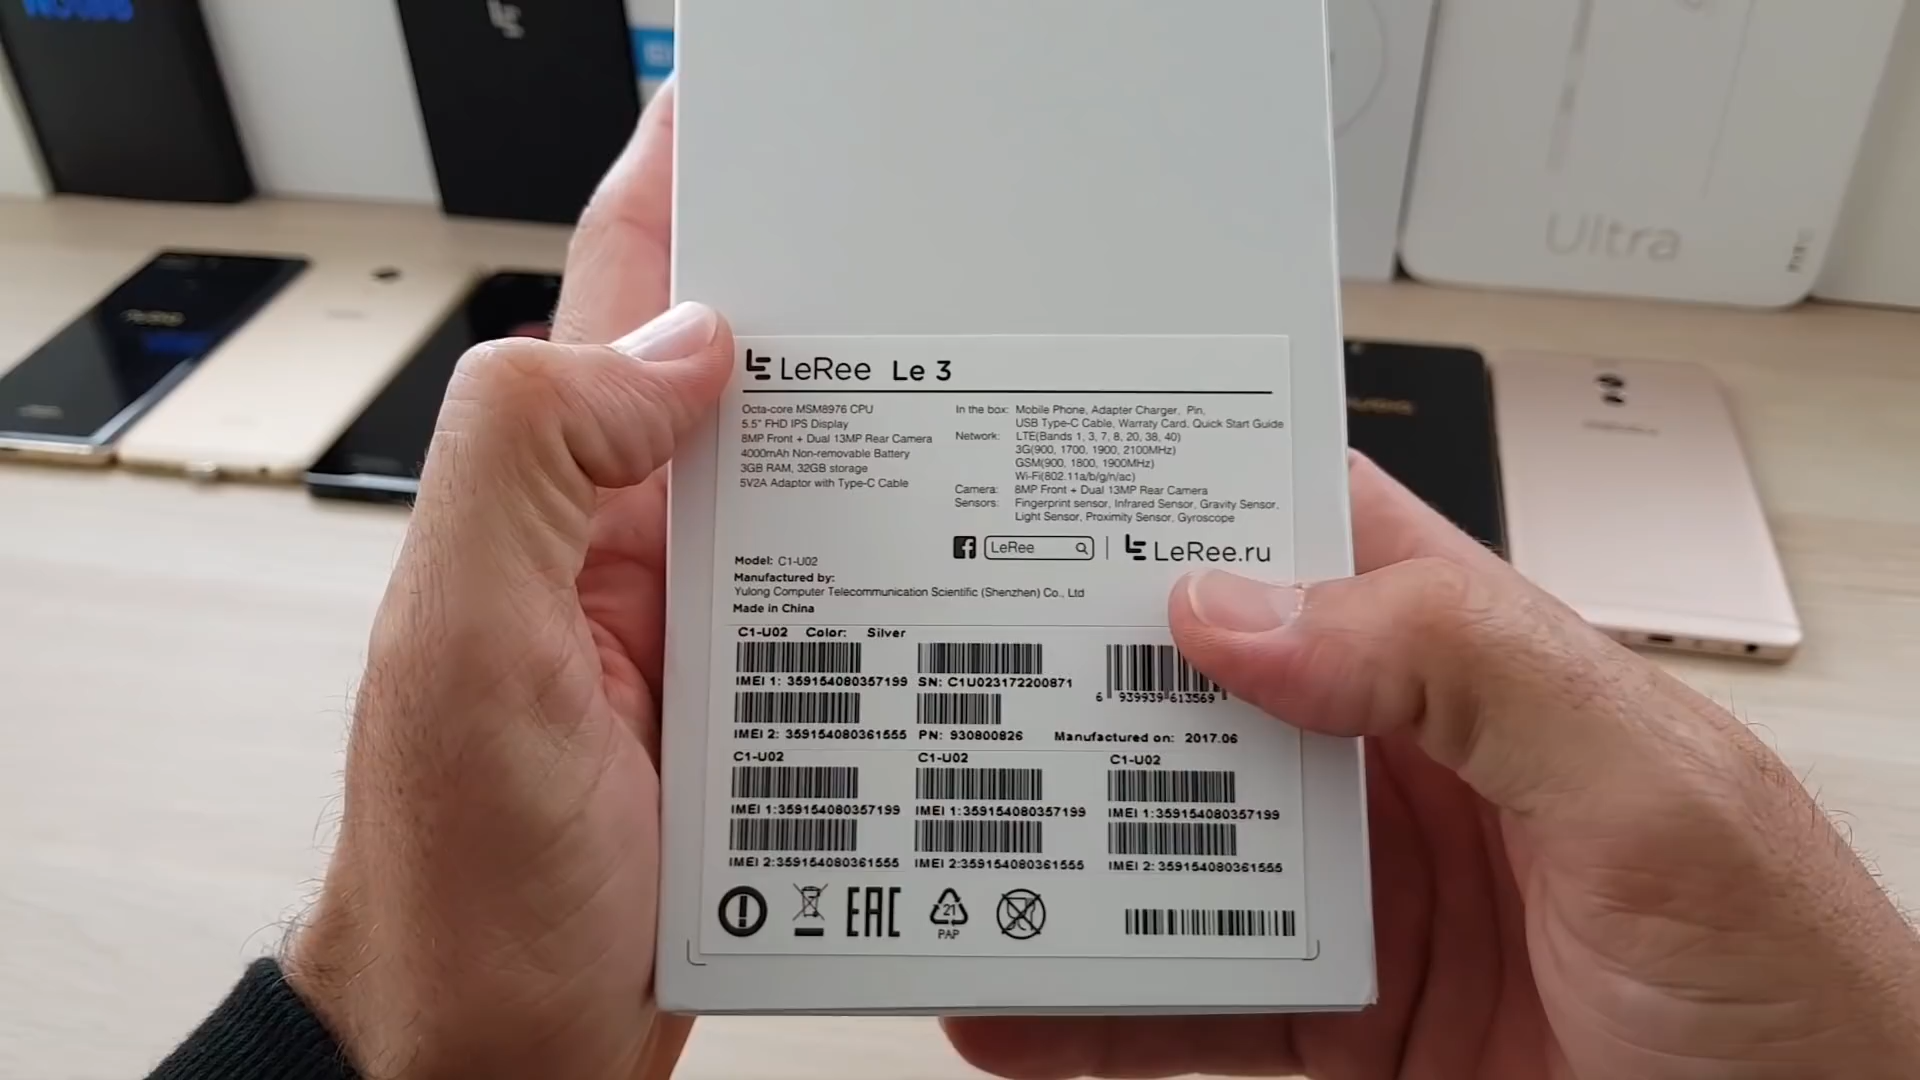 Ultra
LeRee Le 3
Octa-core MSM8976 CPU
5.5" FHD IPS Display
8MP Front + Dual 13MP Rear Camera
4000mAh Non-removable Battery
3GB RAM, 32GB storage
5V2A Adaptor with Type-C Cable
In the box: Mobile Phone, Adapter Charger, Pin,
USB Type-C Cable, Warraty Card, Quick Start Guide
Network: LTE(Bands 1, 3, 7, 8, 20, 38, 40)
3G(900, 1700, 1900, 2100MHz)
GSM(900, 1800, 1900MHz)
Wi-Fi(802.11a/b/g/n/ac)
Camera: 8MP Front + Dual 13MP Rear Camera
Sensors: Fingerprint sensor, Infrared Sensor, Gravity Sensor,
Light Sensor, Proximity Sensor, Gyroscope
LeRee | LeRee.ru
Model: C1-U02
Manufactured by:
Yulong Computer Telecommunication Scientific (Shenzhen) Co., Ltd
Made in China
C1-U02 Color: Silver
IMEI 1: 359154080357199 SN: C1U023172200871
6 939939 613569
IMEI 2: 359154080361555 PN: 930800826 Manufactured on: 2017.06
C1-U02 C1-U02 C1-U02
IMEI 1:359154080357199 IMEI 1:359154080357199 IMEI 1:359154080357199
IMEI 2:359154080361555 IMEI 2:359154080361555 IMEI 2: 359154080361555
EAC
21
PAP